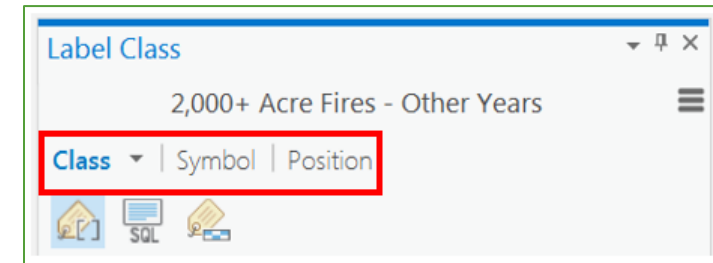 Label Class
2,000+ Acre Fires - Other Years
Class | Symbol | Position
SQL